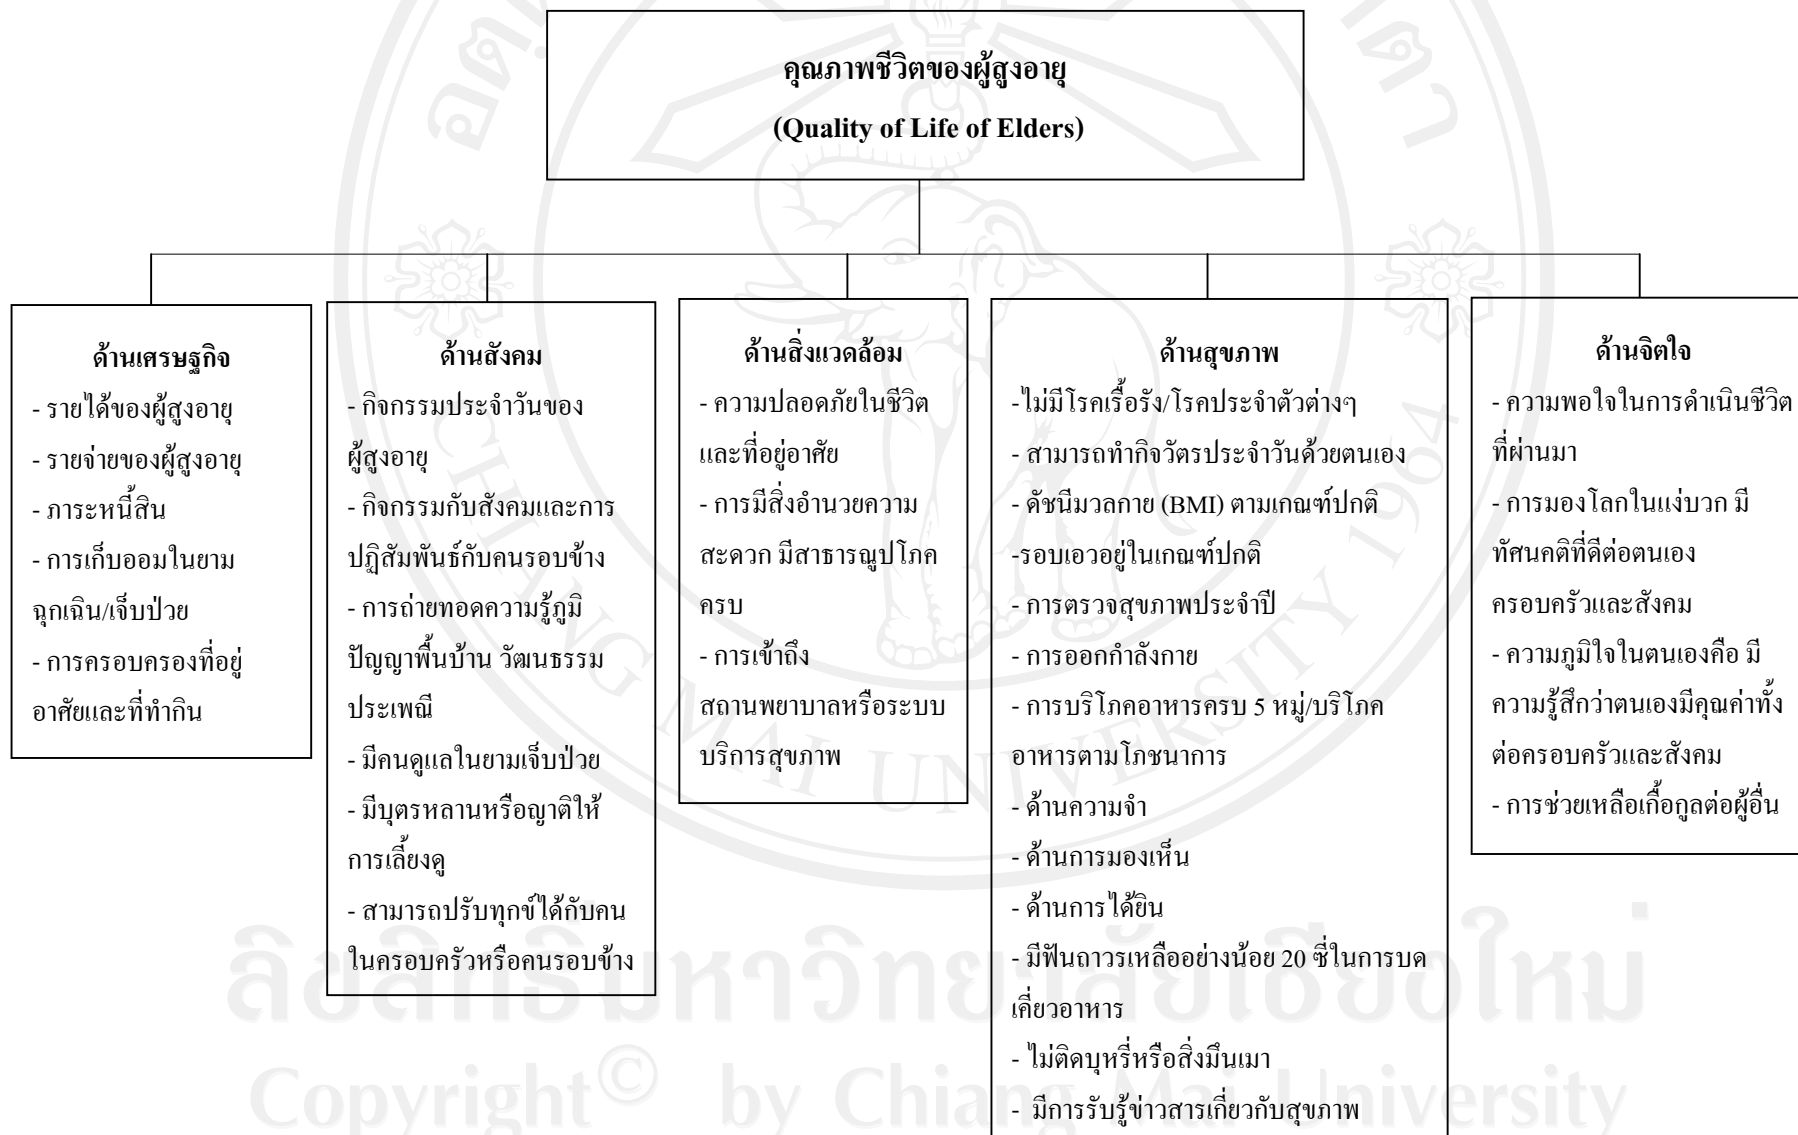 คุณภาพชีวิตของผู้สูงอายุ
(Quality of Life of Elders)
ด้านเศรษฐกิจ
- รายได้ของผู้สูงอายุ
- รายจ่ายของผู้สูงอายุ
- ภาระหนี้สิน
- การเก็บออมในยาม
ฉุกเฉิน/เจ็บป่วย
- การครอบครองที่อยู่
อาศัยและที่ทำกิน
ด้านสังคม
- กิจกรรมประจำวันของ
ผู้สูงอายุ
- กิจกรรมกับสังคมและการ
ปฏิสัมพันธ์กับคนรอบข้าง
- การถ่ายทอดความรู้ภูมิ
ปัญญาพื้นบ้าน วัฒนธรรม
ประเพณี
- มีคนดูแลในยามเจ็บป่วย
- มีบุตรหลานหรือญาติให้
การเลี้ยงดู
- สามารถปรับทุกข์ได้กับคน
ในครอบครัวหรือคนรอบข้าง
ด้านสิ่งแวดล้อม
- ความปลอดภัยในชีวิต
และที่อยู่อาศัย
- การมีสิ่งอำนวยความ
สะดวก มีสาธารณูปโภค
ครบ
- การเข้าถึง
สถานพยาบาลหรือระบบ
บริการสุขภาพ
ด้านสุขภาพ
-ไม่มีโรคเรื้อรัง/โรคประจำตัวต่างๆ
- สามารถทำกิจวัตรประจำวันด้วยตนเอง
- ดัชนีมวลกาย (BMI) ตามเกณฑ์ปกติ
-รอบเอวอยู่ในเกณฑ์ปกติ
- การตรวจสุขภาพประจำปี
- การออกกำลังกาย
- การบริโภคอาหารครบ 5 หมู่/บริโภค
อาหารตามโภชนาการ
- ด้านความจำ
- ด้านการมองเห็น
- ด้านการได้ยิน
- มีฟันถาวรเหลืออย่างน้อย 20 ซี่ในการบด
เคี่ยวอาหาร
- ไม่ติดบุหรี่หรือสิ่งมึนเมา
- มีการรับรู้ข่าวสารเกี่ยวกับสุขภาพ
ด้านจิตใจ
- ความพอใจในการดำเนินชีวิต
ที่ผ่านมา
- การมองโลกในแง่บวก มี
ทัศนคติที่ดีต่อตนเอง
ครอบครัวและสังคม
- ความภูมิใจในตนเองคือ มี
ความรู้สึกว่าตนเองมีคุณค่าทั้ง
ต่อครอบครัวและสังคม
- การช่วยเหลือเกื้อกูลต่อผู้อื่น
CHIANG MAI UNIVERSITY 1964
ลิขสิทธิ์มหาวิทยาลัยเชียงใหม่
Copyright© by Chiang Mai University